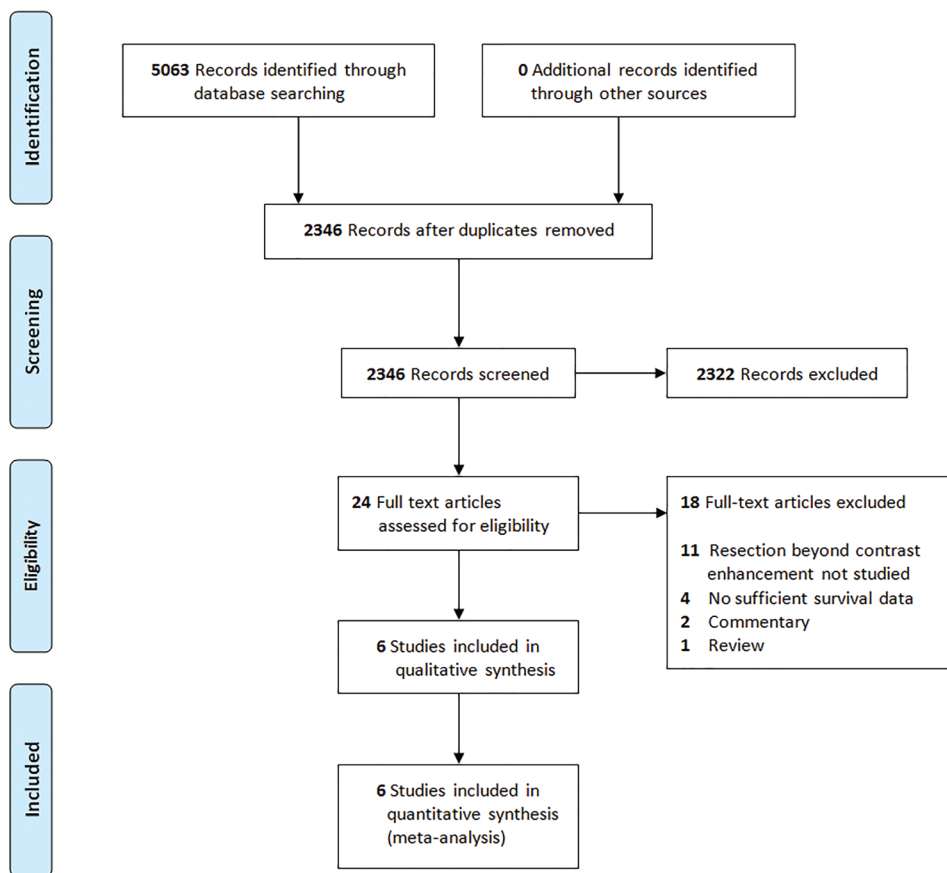 Identification
5063 Records identified through
database searching
0 Additional records identified
through other sources
2346 Records after duplicates removed
Screening
2346 Records screened
2322 Records excluded
Eligibility
24 Full text articles
assessed for eligibility
18 Full-text articles excluded
11 Resection beyond contrast
enhancement not studied
4 No sufficient survival data
2 Commentary
1 Review
6 Studies included in
qualitative synthesis
Included
6 Studies included in
quantitative synthesis
(meta-analysis)